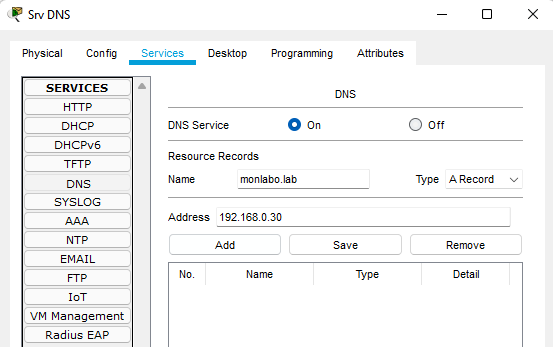 Srv DNS
Physical Config Services Desktop Programming Attributes
SERVICES
HTTP
DHCP
DHCPv6
TFTP
DNS
SYSLOG
AAA
NTP
EMAIL
FTP
IoT
VM Management
Radius EAP
DNS
DNS Service On Off
Resource Records
Name monlabo.lab Type A Record
Address 192.168.0.30
Add Save Remove
No. Name Type Detail